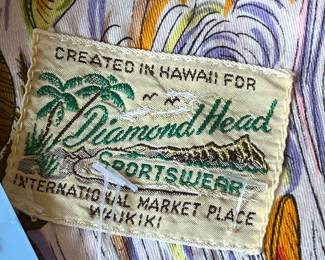 CREATED IN HAWAII FOR
Diamond Head
SPORTSWEAR
INTERNATIONAL MARKET PLACE
WAIKIKI